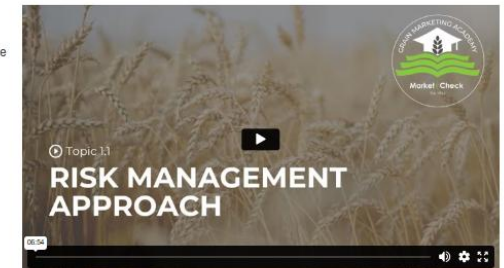 e
GRAIN MARKETING ACADEMY
Market Check
Topic 1.1
RISK MANAGEMENT
APPROACH
06:54